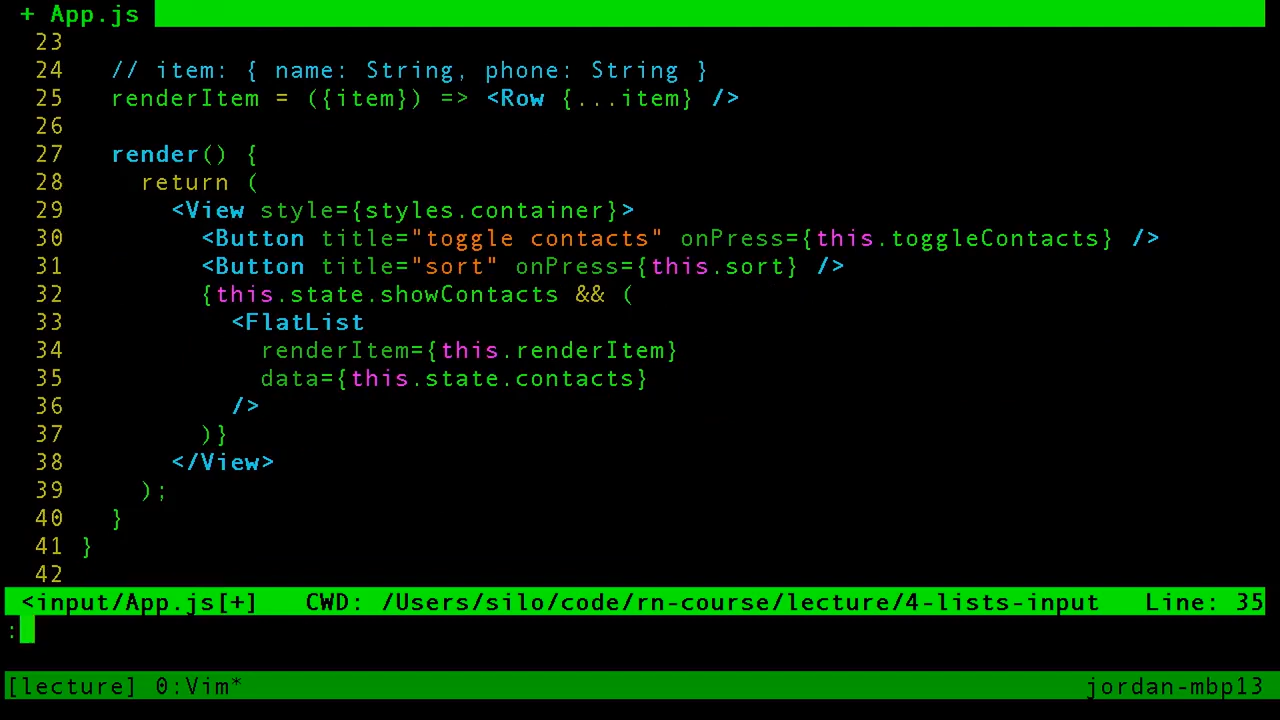 + App.js
23
24   // item: { name: String, phone: String }
25   renderItem = ({item}) => <Row {...item} />
26
27   render() {
28     return (
29       <View style={styles.container}>
30         <Button title="toggle contacts" onPress={this.toggleContacts} />
31         <Button title="sort" onPress={this.sort} />
32         {this.state.showContacts && (
33           <FlatList
34             renderItem={this.renderItem}
35             data={this.state.contacts}
36           />
37         )}
38       </View>
39     );
40   }
41 }
42
<input/App.js[+]   CWD: /Users/silo/code/rn-course/lecture/4-lists-input   Line: 35
:
[lecture] 0:Vim*   jordan-mbp13